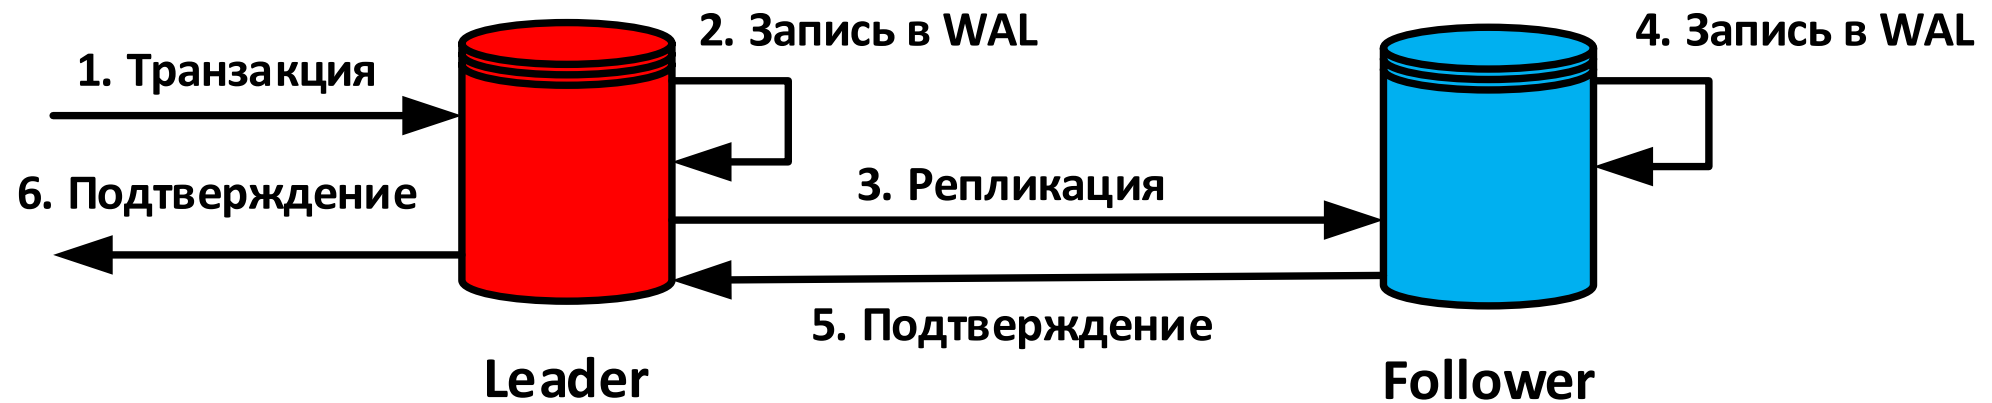 1. Транзакция
2. Запись в WAL
3. Репликация
4. Запись в WAL
5. Подтверждение
6. Подтверждение
Leader
Follower